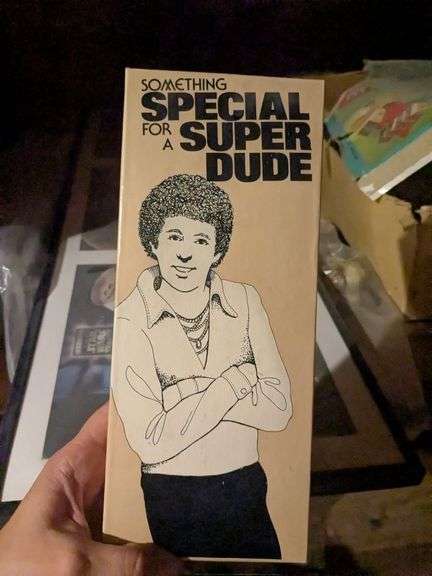 SOMETHING
SPECIAL
FOR SUPER
A DUDE